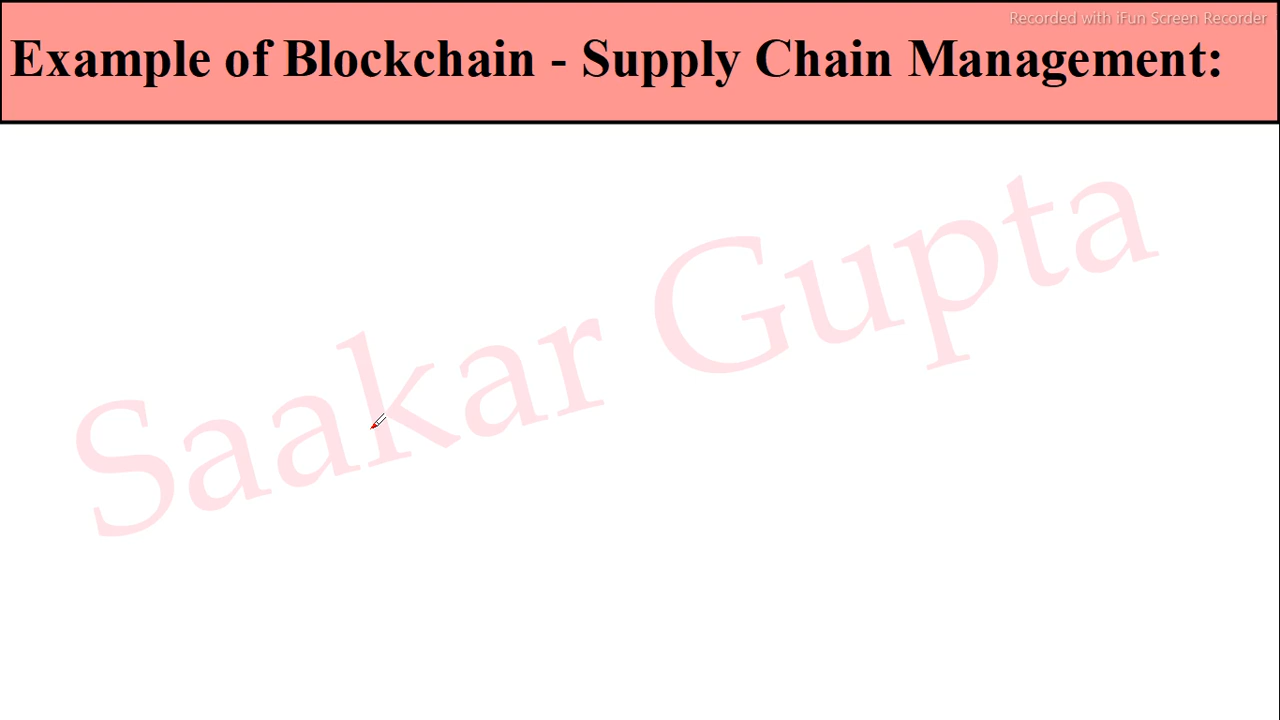 Recorded with iFun Screen Recorder
Example of Blockchain - Supply Chain Management:
Saakar Gupta